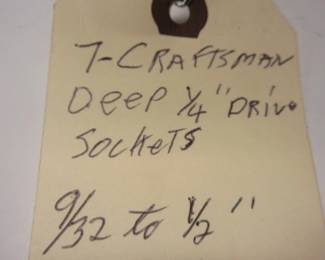 7-CRAFTSMAN
DEEP 1/4" DRIVE
SOCKETS
9/32 to 1/2"